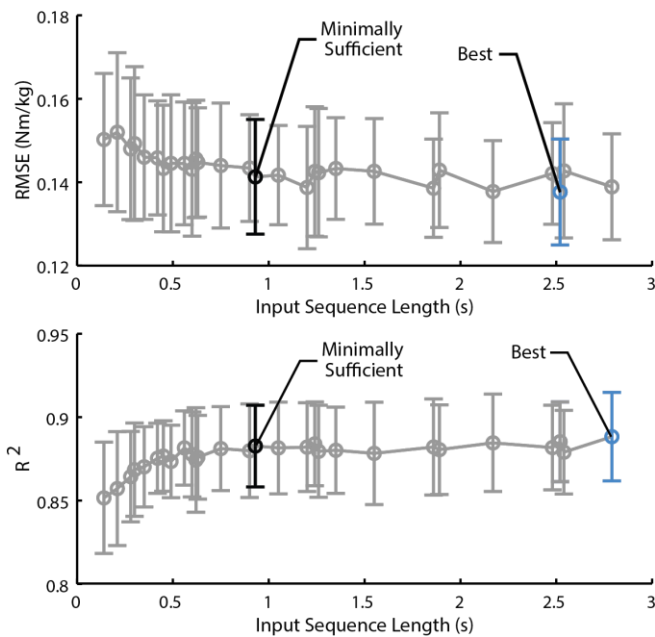 0.18
0.16
0.14
0.12
RMSE (Nm/kg)
Minimally
Sufficient
Best
0
0.5
1
1.5
2
2.5
3
Input Sequence Length (s)
0.95
0.9
0.85
0.8
R 2
Minimally
Sufficient
Best
0
0.5
1
1.5
2
2.5
3
Input Sequence Length (s)